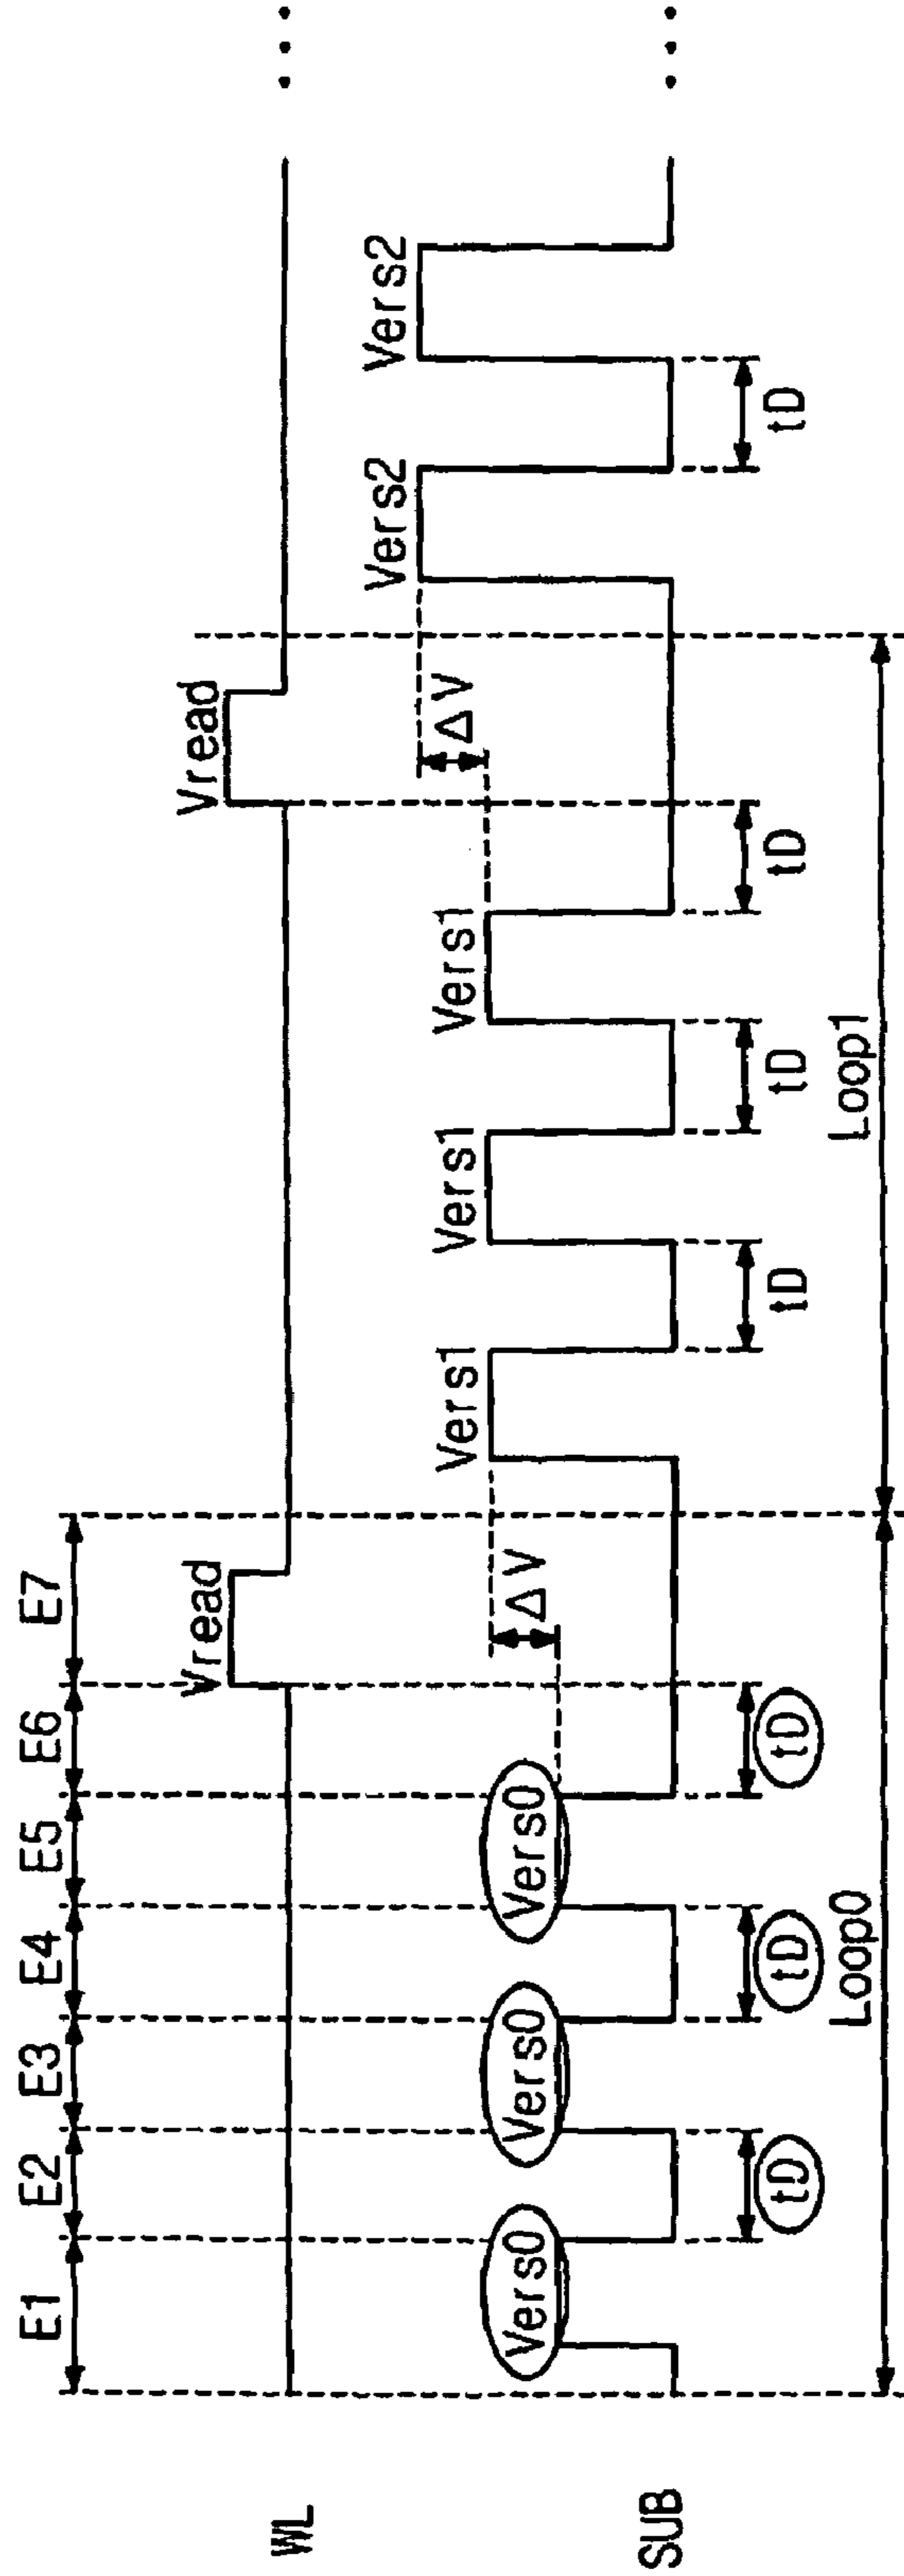 E1 E2 E3 E4 E5 E6 E7
Vread Vread
WL
Vers0 Vers0 Vers0 ΔV Vers1 Vers1 Vers1 ΔV Vers2 Vers2
SUB
tD tD tD tD tD tD tD
Loop0 Loop1